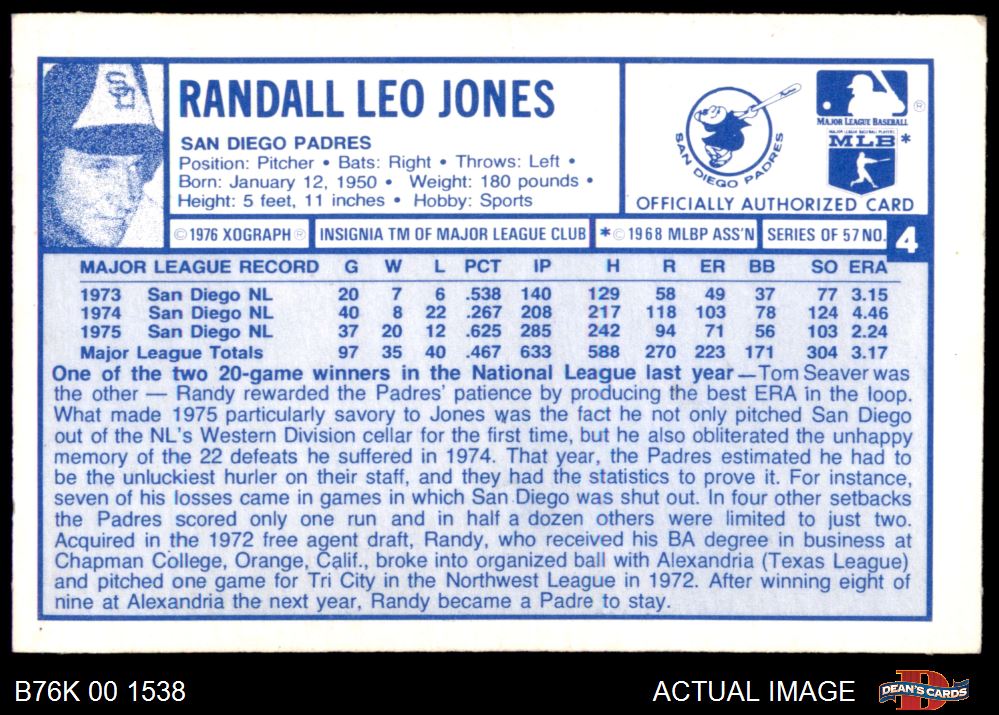 RANDALL LEO JONES
SAN DIEGO PADRES
Position: Pitcher • Bats: Right • Throws: Left •
Born: January 12, 1950 • Weight: 180 pounds •
Height: 5 feet, 11 inches • Hobby: Sports
SD
SAN DIEGO PADRES
MAJOR LEAGUE BASEBALL ®
MAJOR LEAGUE BASEBALL PLAYERS
MLB *
OFFICIALLY AUTHORIZED CARD
© 1976 XOGRAPH ® INSIGNIA TM OF MAJOR LEAGUE CLUB * © 1968 MLBP ASS'N SERIES OF 57 NO. 4
MAJOR LEAGUE RECORD G W L PCT IP H R ER BB SO ERA
1973 San Diego NL 20 7 6 .538 140 129 58 49 37 77 3.15
1974 San Diego NL 40 8 22 .267 208 217 118 103 78 124 4.46
1975 San Diego NL 37 20 12 .625 285 242 94 71 56 103 2.24
Major League Totals 97 35 40 .467 633 588 270 223 171 304 3.17
One of the two 20-game winners in the National League last year — Tom Seaver was
the other — Randy rewarded the Padres' patience by producing the best ERA in the loop.
What made 1975 particularly savory to Jones was the fact he not only pitched San Diego
out of the NL's Western Division cellar for the first time, but he also obliterated the unhappy
memory of the 22 defeats he suffered in 1974. That year, the Padres estimated he had to
be the unluckiest hurler on their staff, and they had the statistics to prove it. For instance,
seven of his losses came in games in which San Diego was shut out. In four other setbacks
the Padres scored only one run and in half a dozen others were limited to just two.
Acquired in the 1972 free agent draft, Randy, who received his BA degree in business at
Chapman College, Orange, Calif., broke into organized ball with Alexandria (Texas League)
and pitched one game for Tri City in the Northwest League in 1972. After winning eight of
nine at Alexandria the next year, Randy became a Padre to stay.
B76K 00 1538 ACTUAL IMAGE DEAN'S CARDS